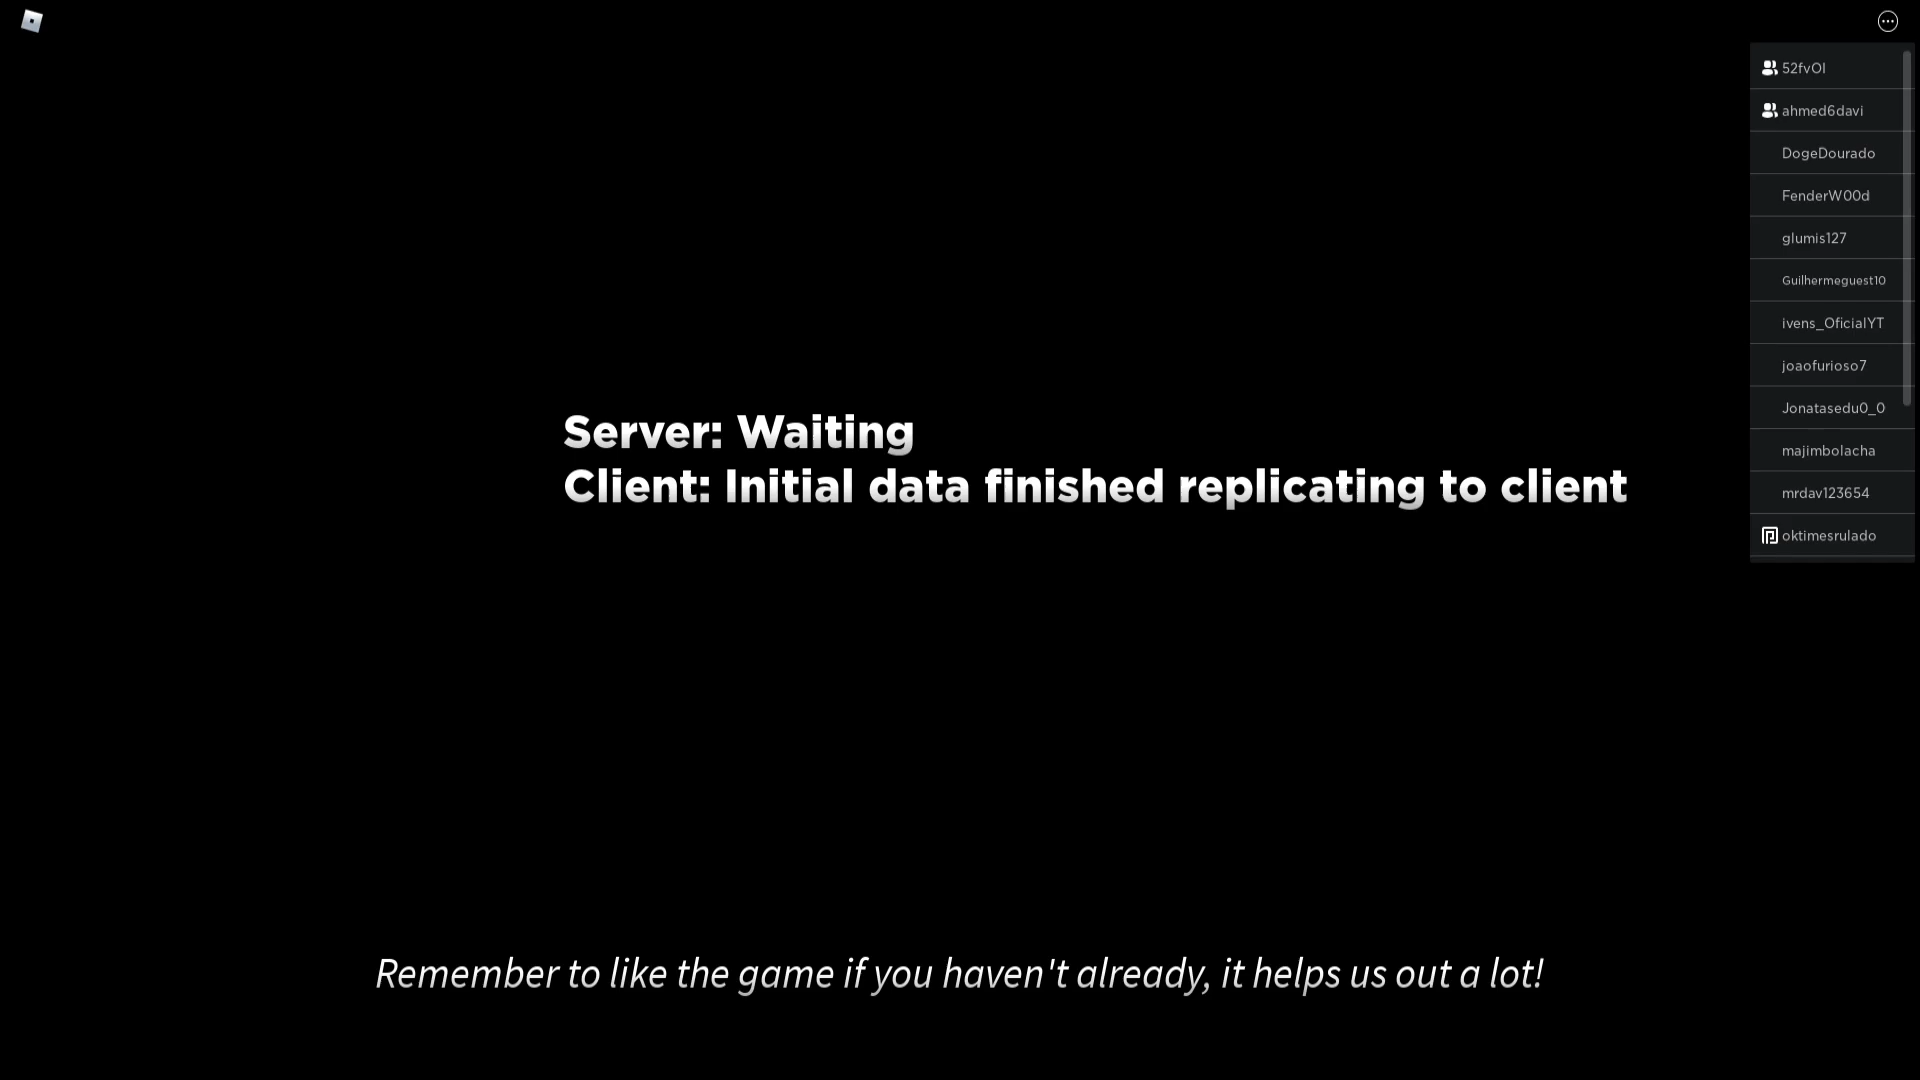 52fvOl
ahmed6davi
DogeDourado
FenderW00d
glumis127
Guilhermeguest10
ivens_OficialYT
joaofurioso7
Jonatasedu0_0
majimbolacha
mrdav123654
oktimesrulado
Server: Waiting
Client: Initial data finished replicating to client
Remember to like the game if you haven't already, it helps us out a lot!